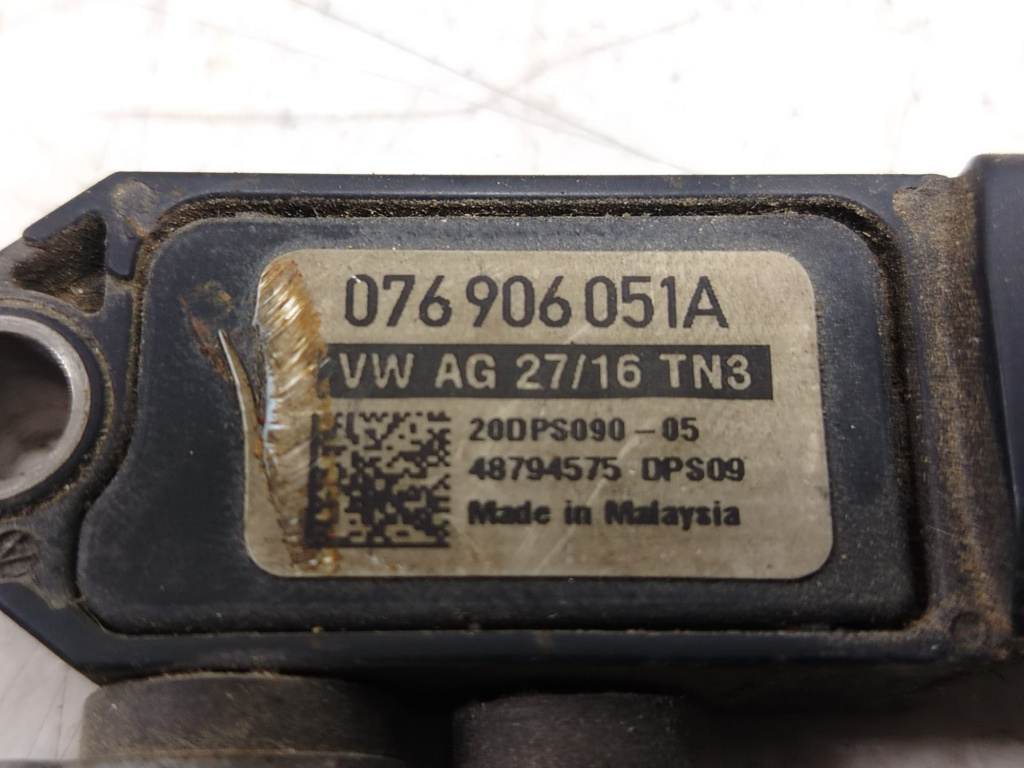 076 906 051A
VW AG 27/16 TN3
20DPS090-05
48794575 DPS09
Made in Malaysia